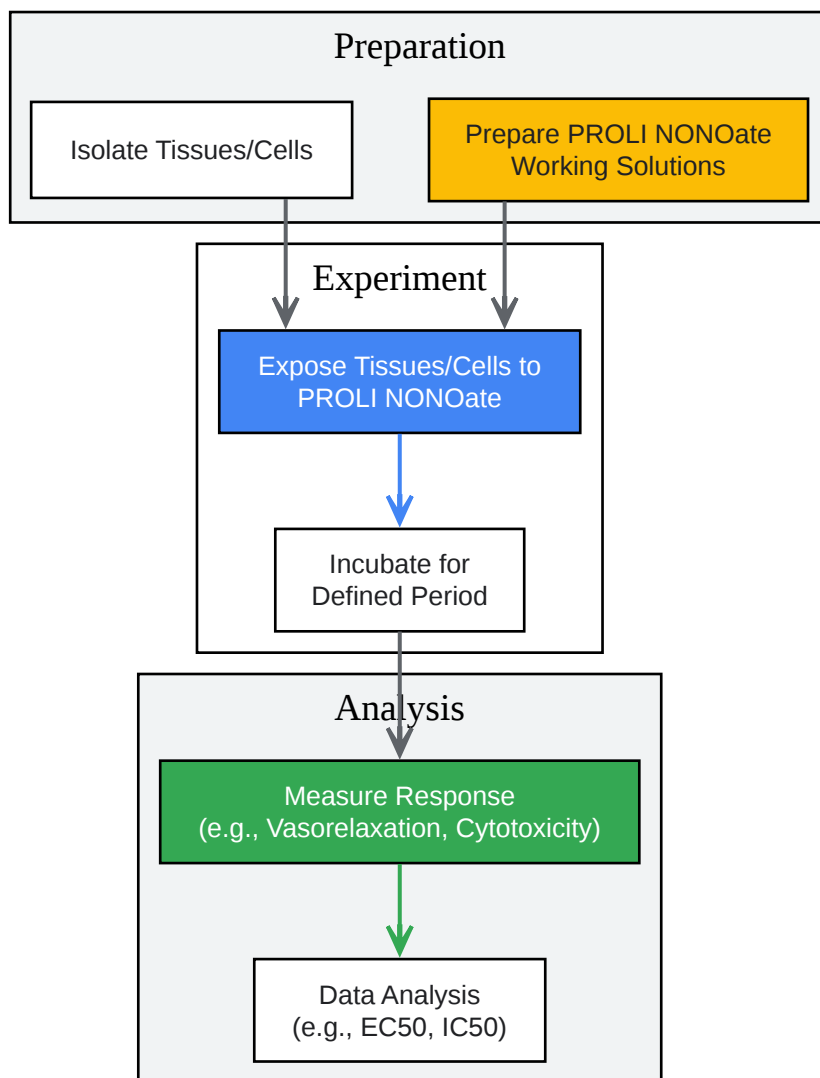 Preparation
Isolate Tissues/Cells
Prepare PROLI NONOate
Working Solutions
Experiment
Expose Tissues/Cells to
PROLI NONOate
Incubate for
Defined Period
Analysis
Measure Response
(e.g., Vasorelaxation, Cytotoxicity)
Data Analysis
(e.g., EC50, IC50)